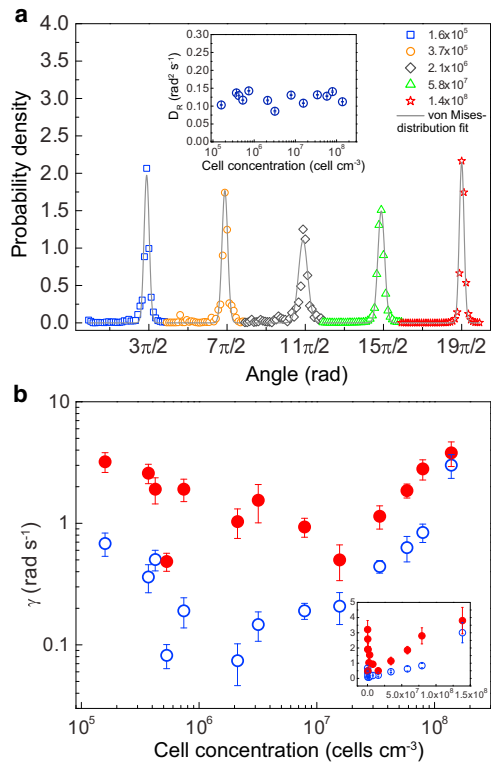 a
4.0
3.5
3.0
2.5
2.0
1.5
1.0
0.5
0.0
Probability density
3π/2
7π/2
11π/2
15π/2
19π/2
Angle (rad)
0.30
0.25
0.20
0.15
0.10
0.05
0.00
D_R (rad² s⁻¹)
10⁵
10⁶
10⁷
10⁸
Cell concentration (cell cm⁻³)
1.6x10⁵
3.7x10⁵
2.1x10⁶
5.8x10⁷
1.4x10⁸
von Mises-
distribution fit
b
10
1
0.1
γ (rad s⁻¹)
10⁵
10⁶
10⁷
10⁸
Cell concentration (cells cm⁻³)
5
4
3
2
1
0
0.0
5.0x10⁷
1.0x10⁸
1.5x10⁸